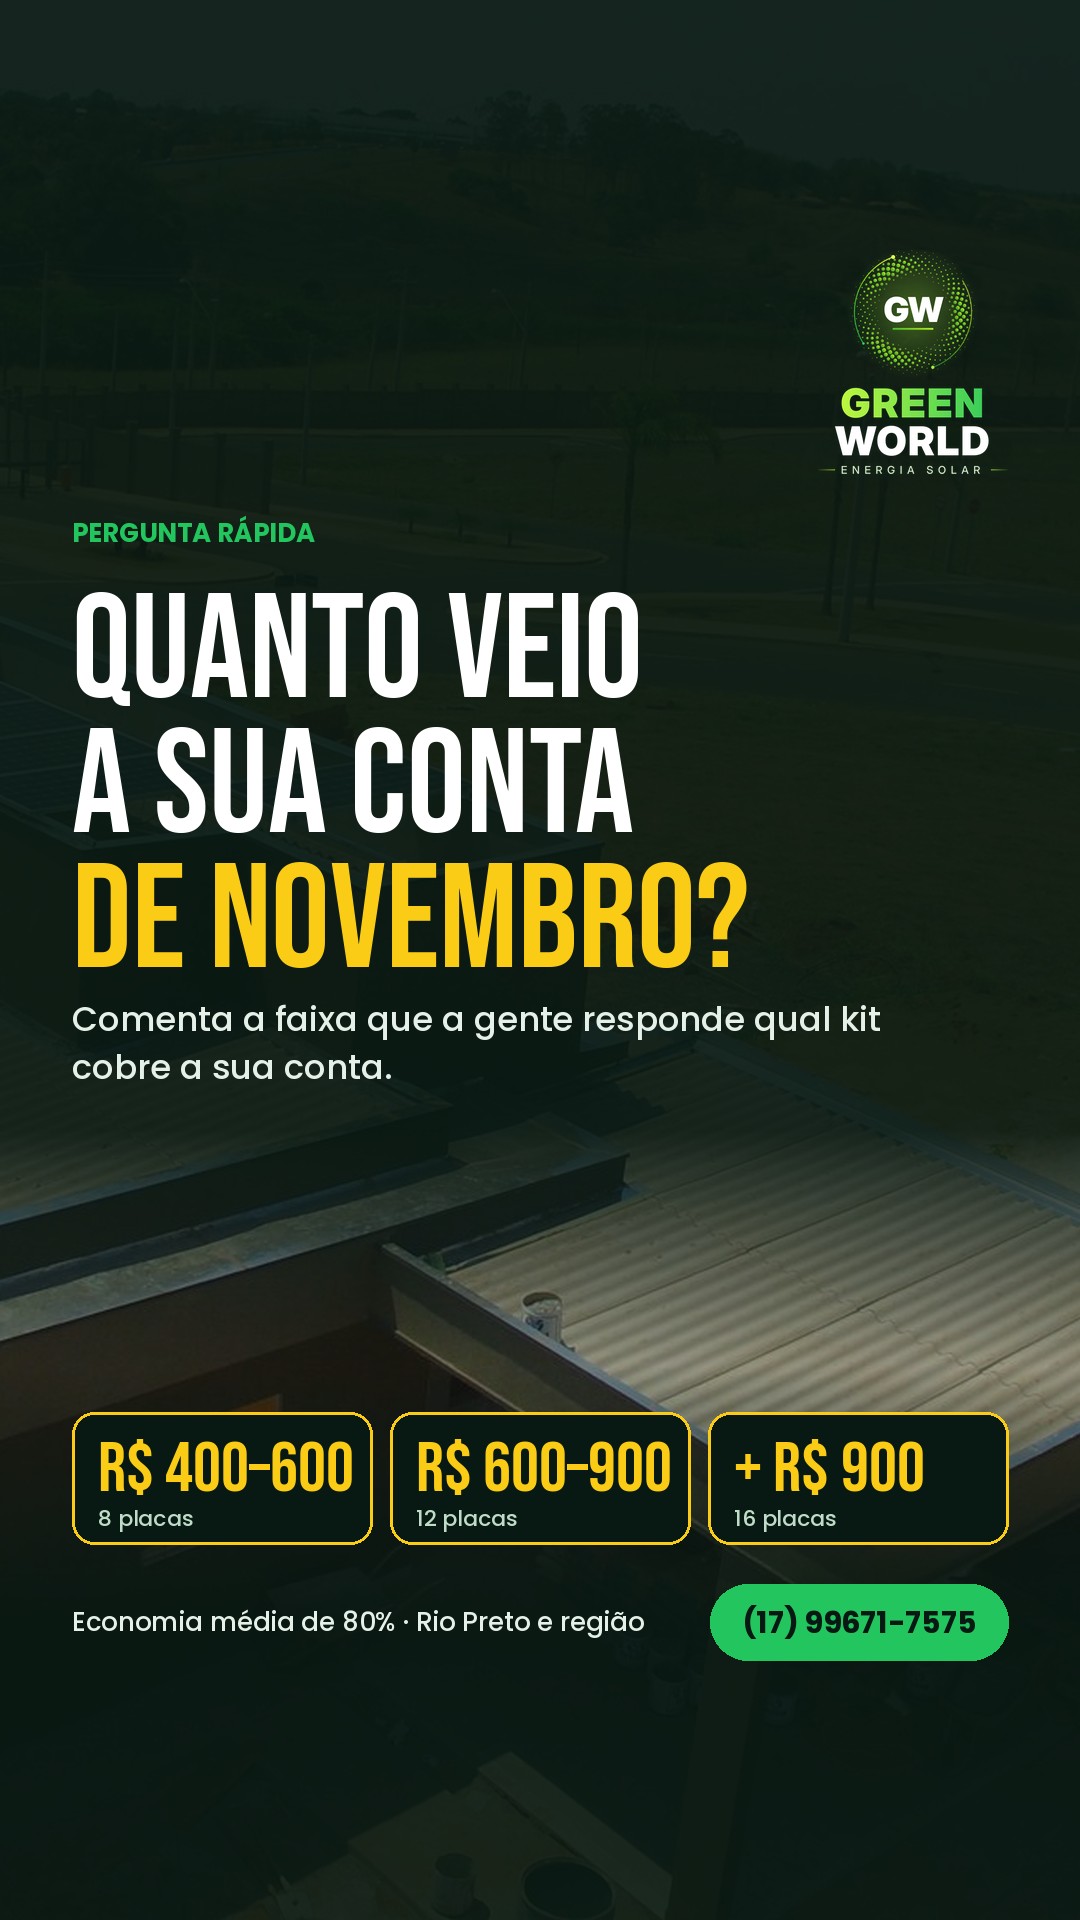 GW
GREEN
WORLD
ENERGIA SOLAR
PERGUNTA RÁPIDA
QUANTO VEIO
A SUA CONTA
DE NOVEMBRO?
Comenta a faixa que a gente responde qual kit
cobre a sua conta.
R$ 400–600
8 placas
R$ 600–900
12 placas
+ R$ 900
16 placas
Economia média de 80% · Rio Preto e região
(17) 99671-7575